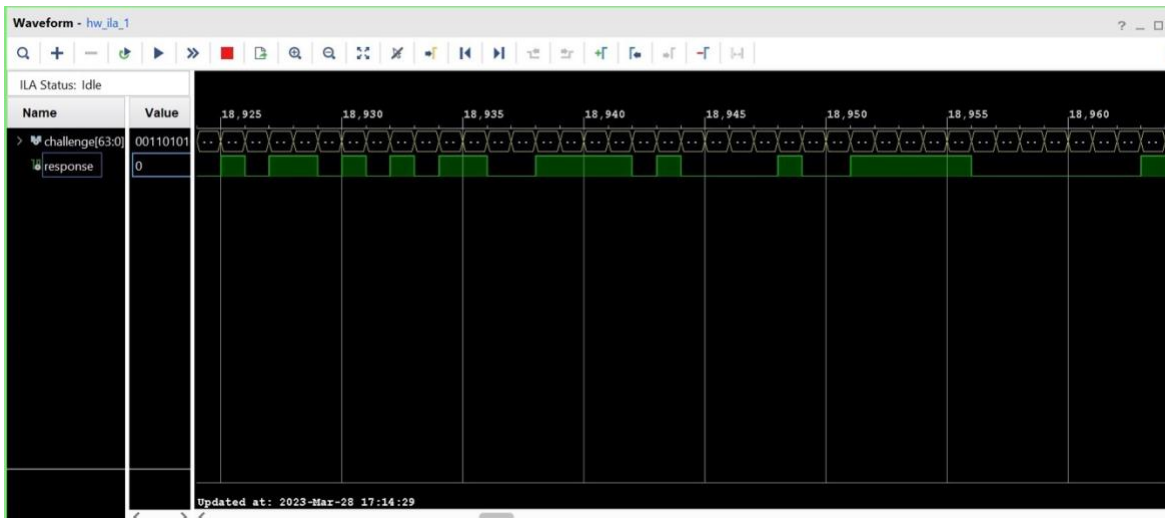 Waveform - hw_ila_1
ILA Status: Idle
Name Value 18,925 18,930 18,935 18,940 18,945 18,950 18,955 18,960
challenge[63:0] 00110101
response 0
Updated at: 2023-Mar-28 17:14:29